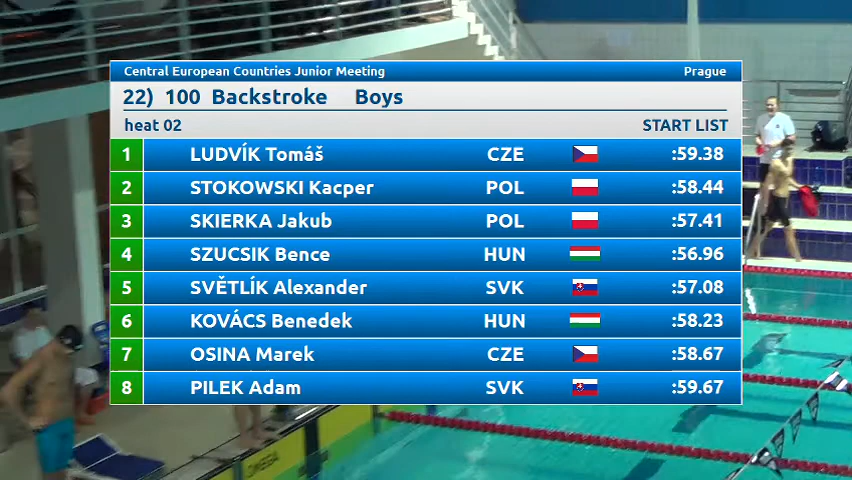 Central European Countries Junior Meeting Prague
22) 100 Backstroke Boys
heat 02 START LIST
1 LUDVÍK Tomáš CZE :59.38
2 STOKOWSKI Kacper POL :58.44
3 SKIERKA Jakub POL :57.41
4 SZUCSIK Bence HUN :56.96
5 SVĚTLÍK Alexander SVK :57.08
6 KOVÁCS Benedek HUN :58.23
7 OSINA Marek CZE :58.67
8 PILEK Adam SVK :59.67
OMEGA